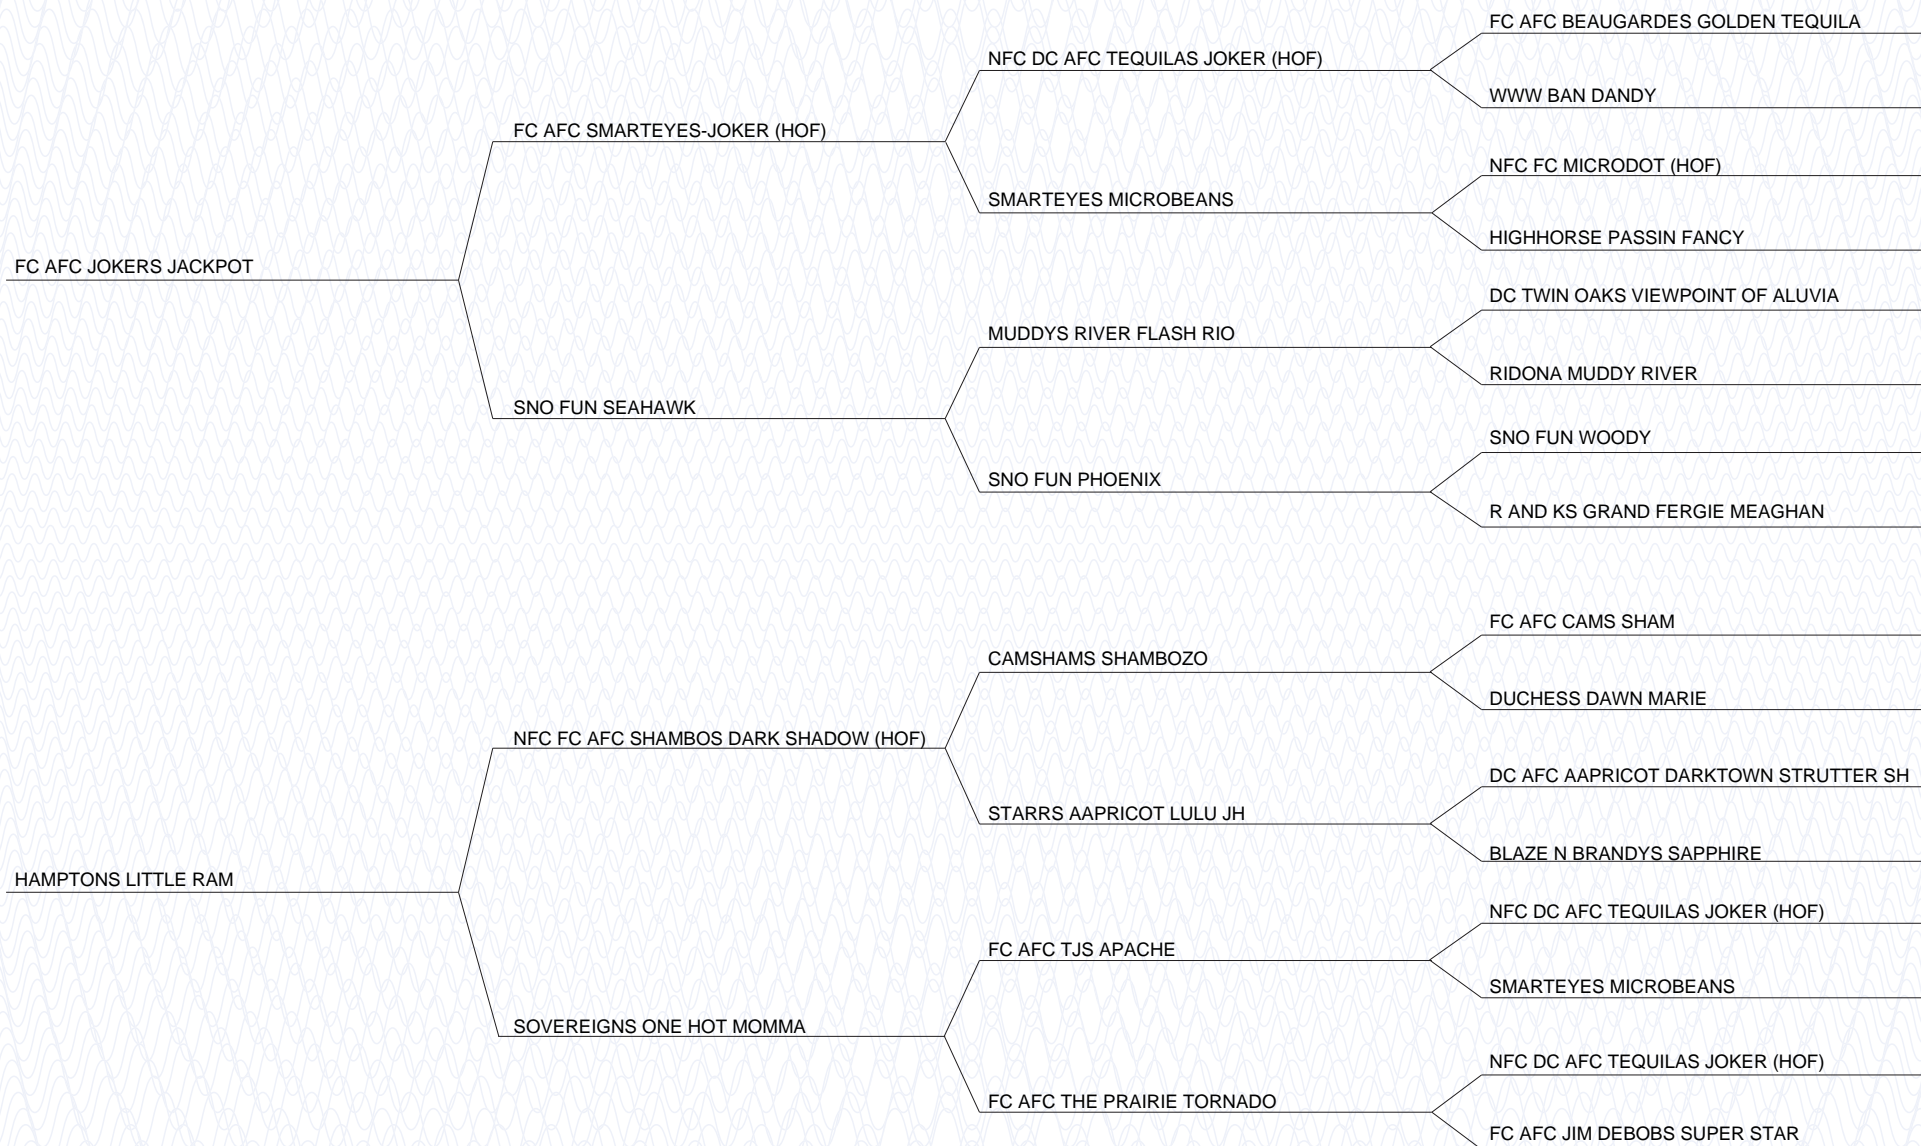 FC AFC BEAUGARDES GOLDEN TEQUILA
NFC DC AFC TEQUILAS JOKER (HOF)
WWW BAN DANDY
FC AFC SMARTEYES-JOKER (HOF)
NFC FC MICRODOT (HOF)
SMARTEYES MICROBEANS
HIGHHORSE PASSIN FANCY
FC AFC JOKERS JACKPOT
DC TWIN OAKS VIEWPOINT OF ALUVIA
MUDDYS RIVER FLASH RIO
RIDONA MUDDY RIVER
SNO FUN SEAHAWK
SNO FUN WOODY
SNO FUN PHOENIX
R AND KS GRAND FERGIE MEAGHAN
FC AFC CAMS SHAM
CAMSHAMS SHAMBOZO
DUCHESS DAWN MARIE
NFC FC AFC SHAMBOS DARK SHADOW (HOF)
DC AFC AAPRICOT DARKTOWN STRUTTER SH
STARRS AAPRICOT LULU JH
BLAZE N BRANDYS SAPPHIRE
HAMPTONS LITTLE RAM
NFC DC AFC TEQUILAS JOKER (HOF)
FC AFC TJS APACHE
SMARTEYES MICROBEANS
SOVEREIGNS ONE HOT MOMMA
NFC DC AFC TEQUILAS JOKER (HOF)
FC AFC THE PRAIRIE TORNADO
FC AFC JIM DEBOBS SUPER STAR